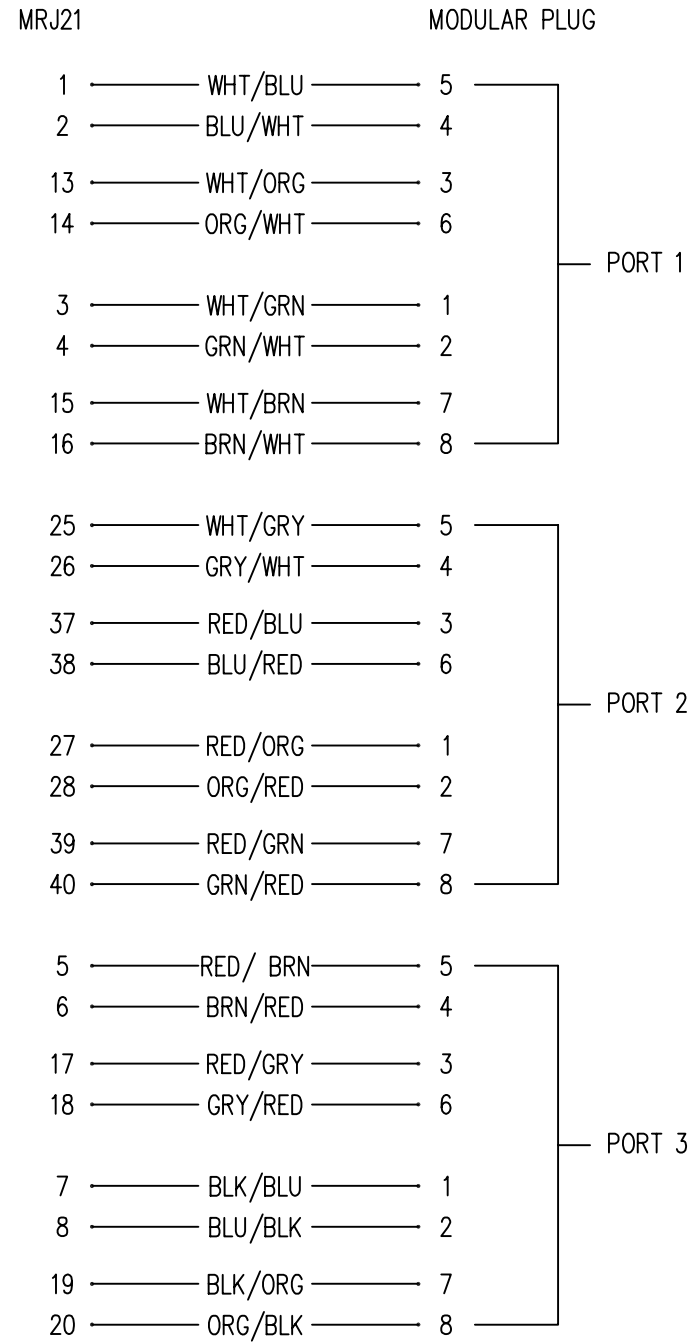 MRJ21 MODULAR PLUG
1 WHT/BLU 5
2 BLU/WHT 4
13 WHT/ORG 3
14 ORG/WHT 6
PORT 1
3 WHT/GRN 1
4 GRN/WHT 2
15 WHT/BRN 7
16 BRN/WHT 8
25 WHT/GRY 5
26 GRY/WHT 4
37 RED/BLU 3
38 BLU/RED 6
PORT 2
27 RED/ORG 1
28 ORG/RED 2
39 RED/GRN 7
40 GRN/RED 8
5 RED/ BRN 5
6 BRN/RED 4
17 RED/GRY 3
18 GRY/RED 6
PORT 3
7 BLK/BLU 1
8 BLU/BLK 2
19 BLK/ORG 7
20 ORG/BLK 8